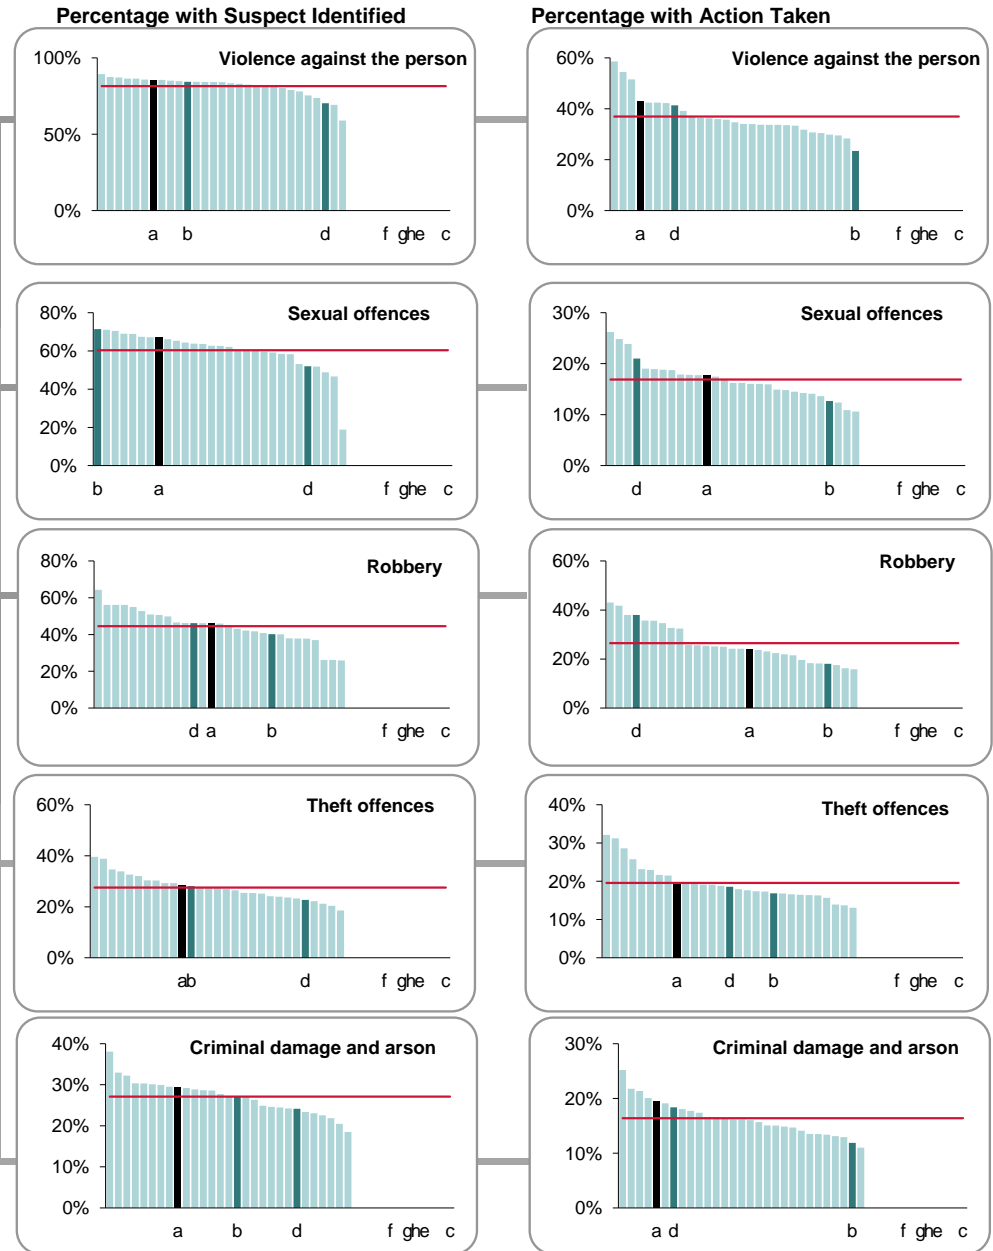 Percentage with Suspect Identified
Percentage with Action Taken
Violence against the person
100%
50%
0%
a b d f ghe c
Violence against the person
60%
40%
20%
0%
a d b f ghe c
Sexual offences
80%
60%
40%
20%
0%
b a d f ghe c
Sexual offences
30%
20%
10%
0%
d a b f ghe c
Robbery
80%
60%
40%
20%
0%
d a b f ghe c
Robbery
60%
40%
20%
0%
d a b f ghe c
Theft offences
60%
40%
20%
0%
ab d f ghe c
Theft offences
40%
30%
20%
10%
0%
a d b f ghe c
Criminal damage and arson
40%
30%
20%
10%
0%
a b d f ghe c
Criminal damage and arson
30%
20%
10%
0%
a d b f ghe c